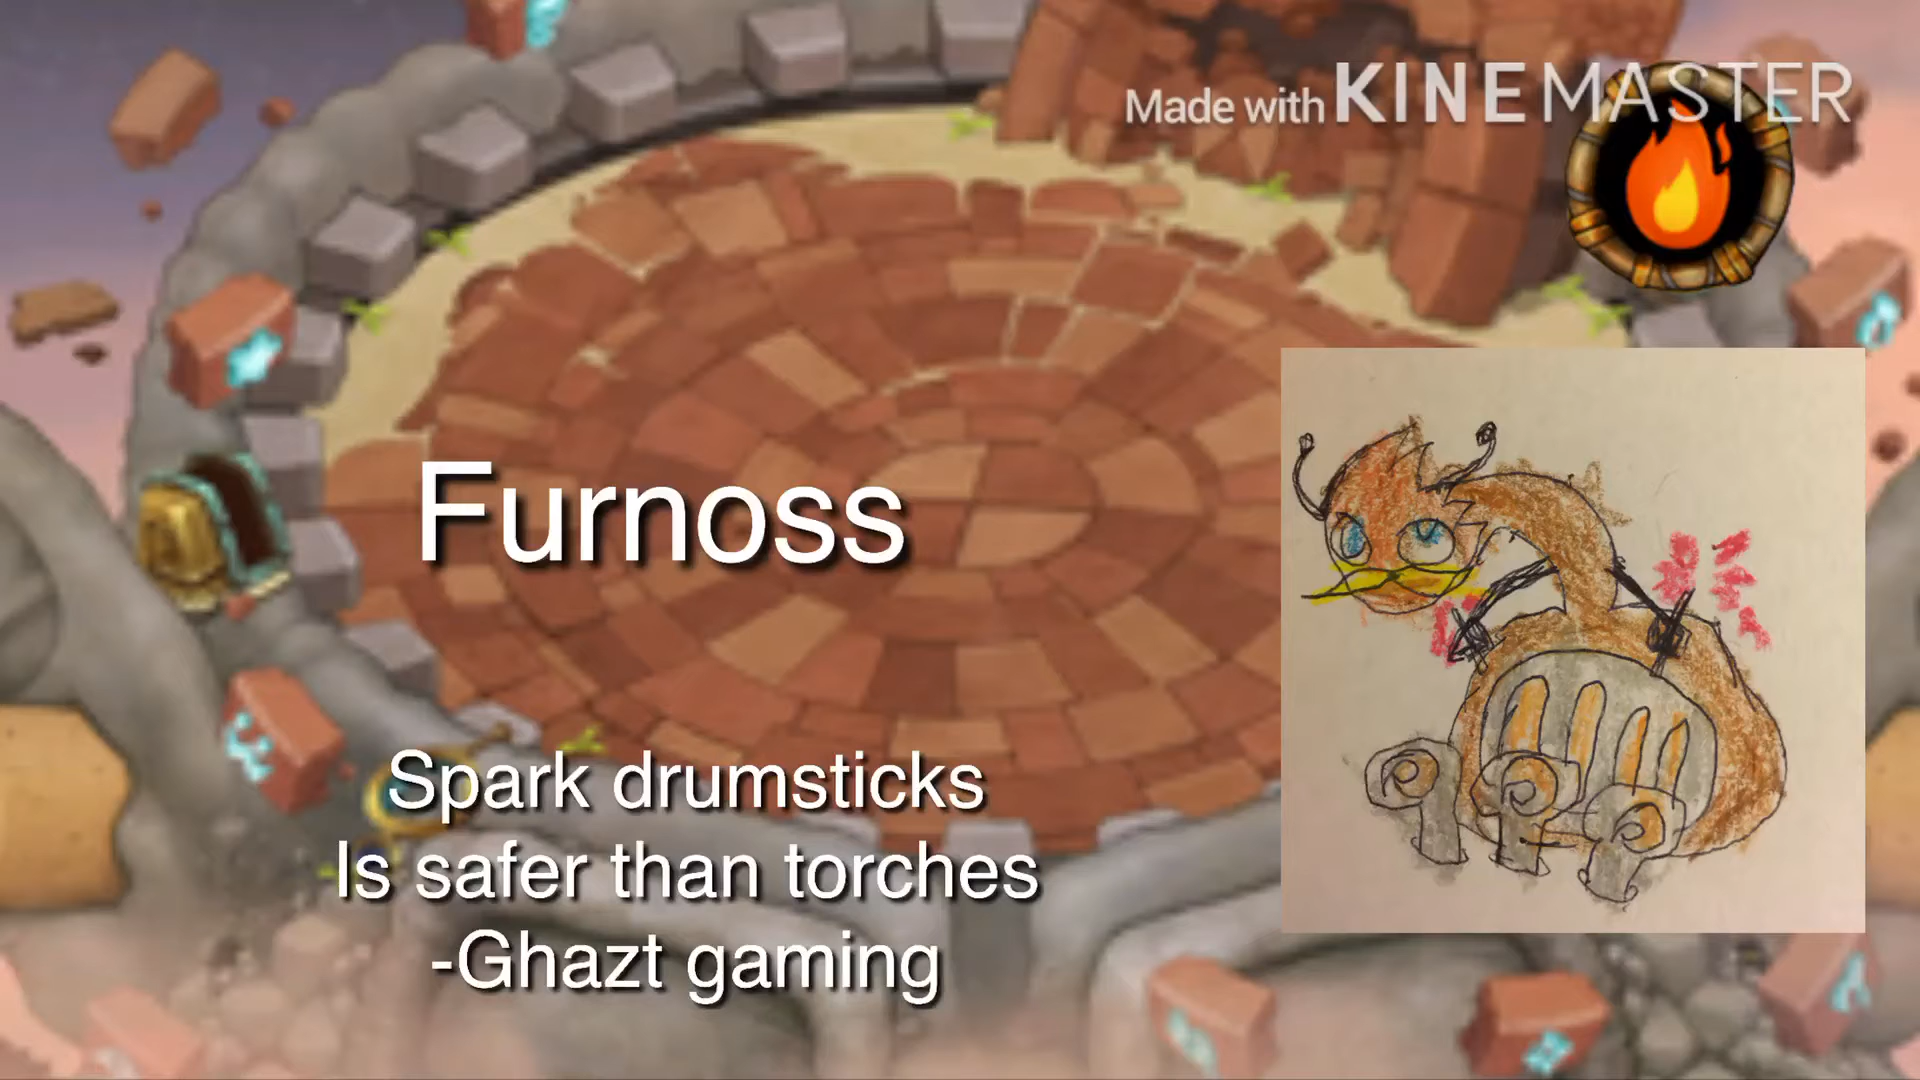 Made with KINEMASTER
Furnoss
Spark drumsticks
Is safer than torches
-Ghazt gaming